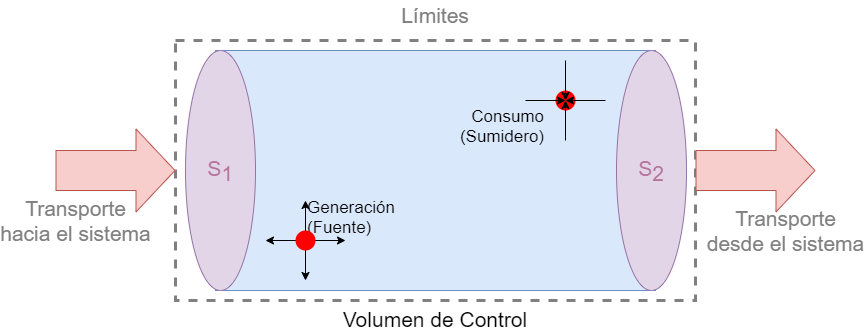 Límites
Consumo
(Sumidero)
S1
S2
Generación
(Fuente)
Transporte
hacia el sistema
Transporte
desde el sistema
Volumen de Control